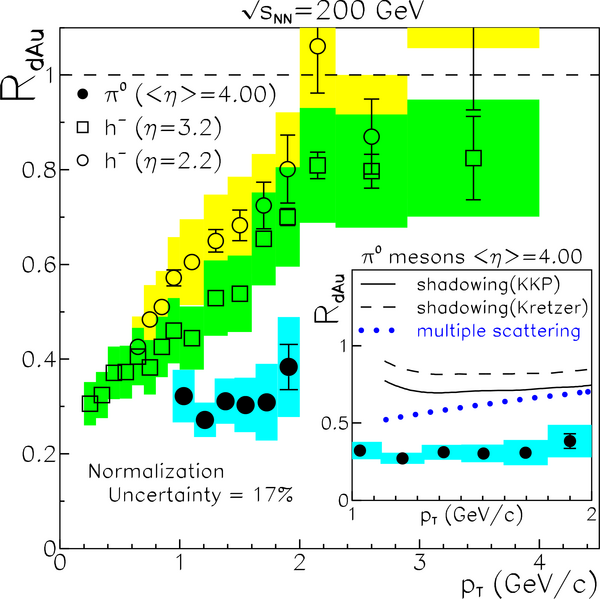 √sNN=200 GeV
RdAu
1
0.8
0.6
0.4
0.2
0
π⁰ (<η>=4.00)
h⁻ (η=3.2)
h⁻ (η=2.2)
Normalization
Uncertainty = 17%
π⁰ mesons <η>=4.00
shadowing(KKP)
shadowing(Kretzer)
multiple scattering
RdAu
1
0.5
0
1 2
pT (GeV/c)
0 1 2 3 4
pT (GeV/c)